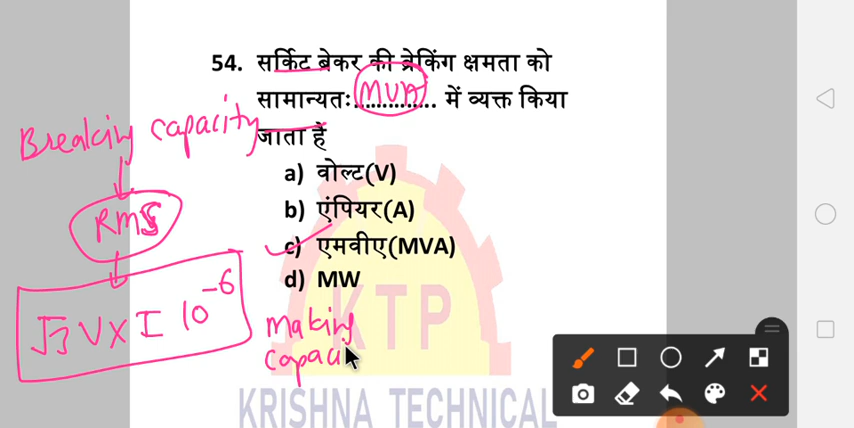 54. सर्किट ब्रेकर की ब्रेकिंग क्षमता को
सामान्यतः............. में व्यक्त किया
जाता है
MVA
a) वोल्ट(V)
b) एंपियर(A)
c) एमवीए(MVA)
d) MW
Breaking capacity
RMS
√3 V X I 10⁻⁶
making
capaci
KTP
KRISHNA TECHNICAL